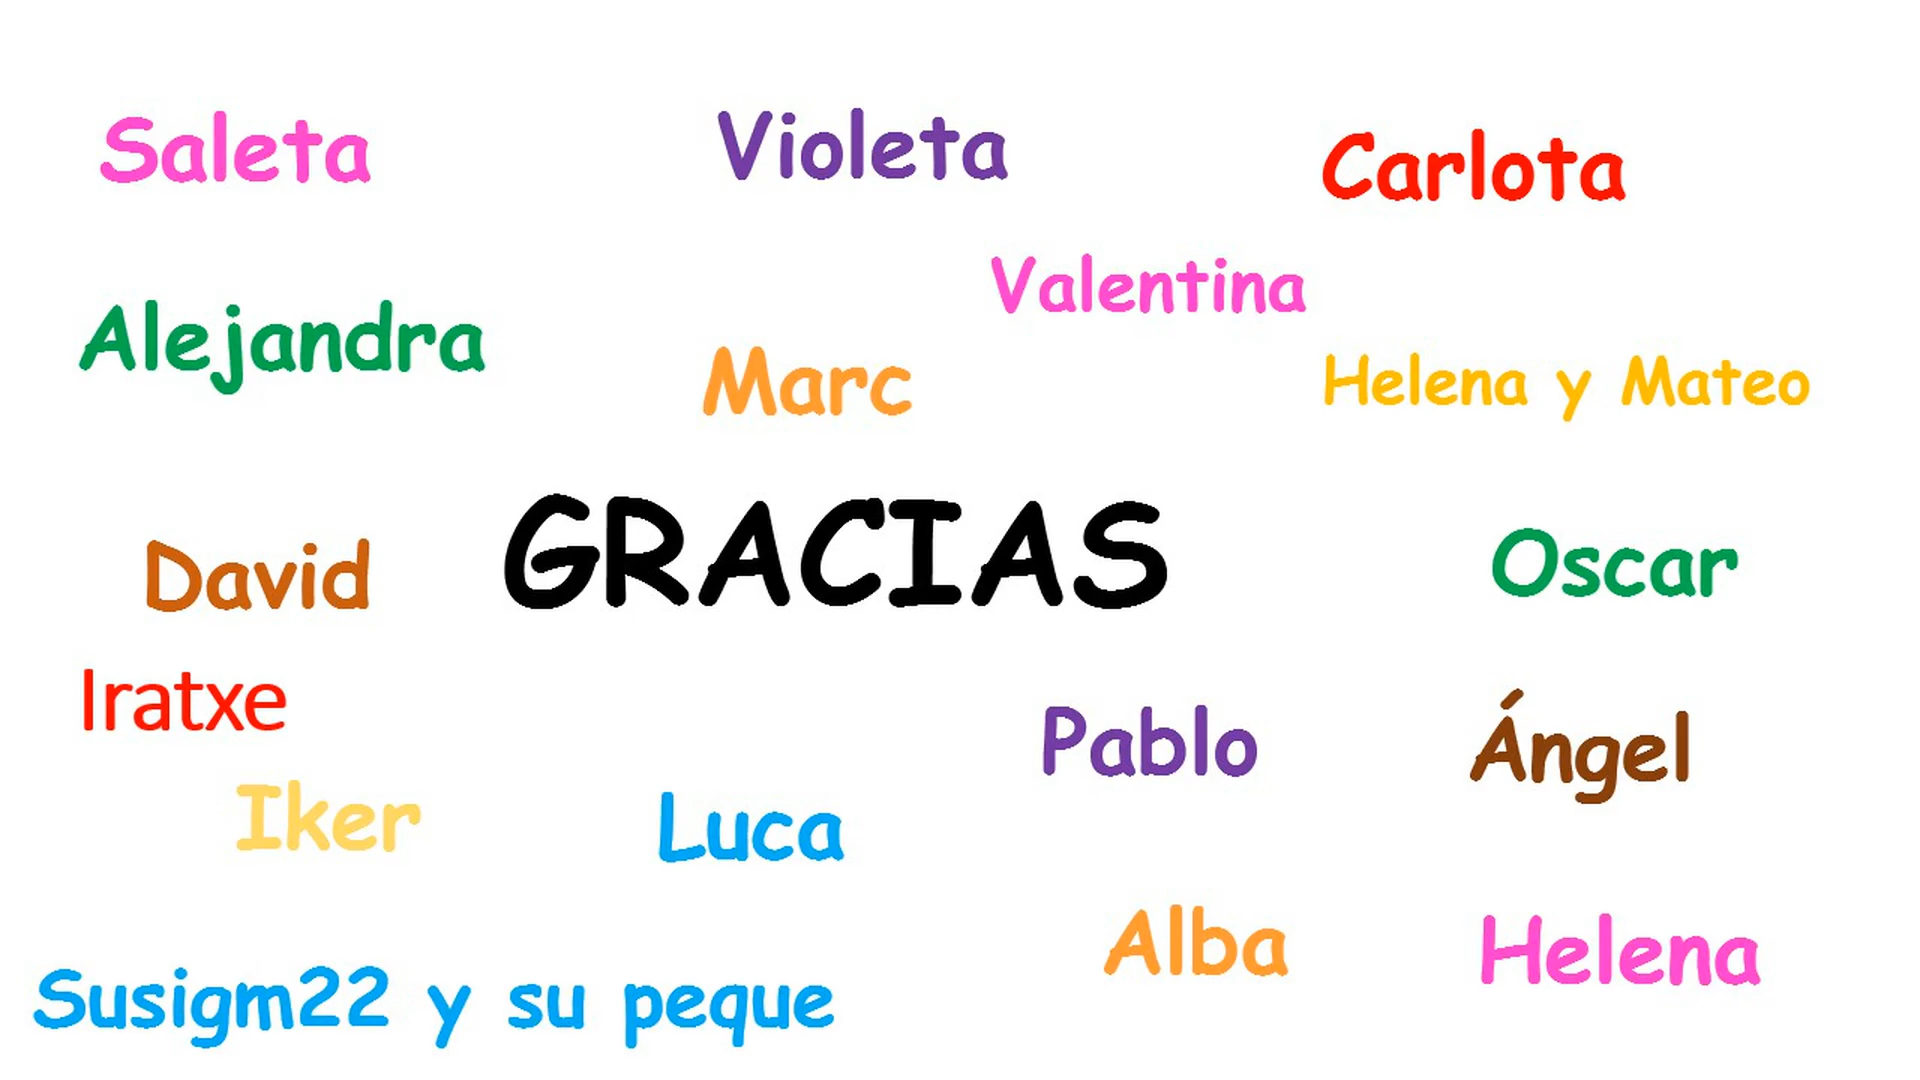 Saleta
Violeta
Carlota
Valentina
Alejandra
Marc
Helena y Mateo
GRACIAS
David
Oscar
Iratxe
Pablo
Ángel
Iker
Luca
Alba
Helena
Susigm22 y su peque